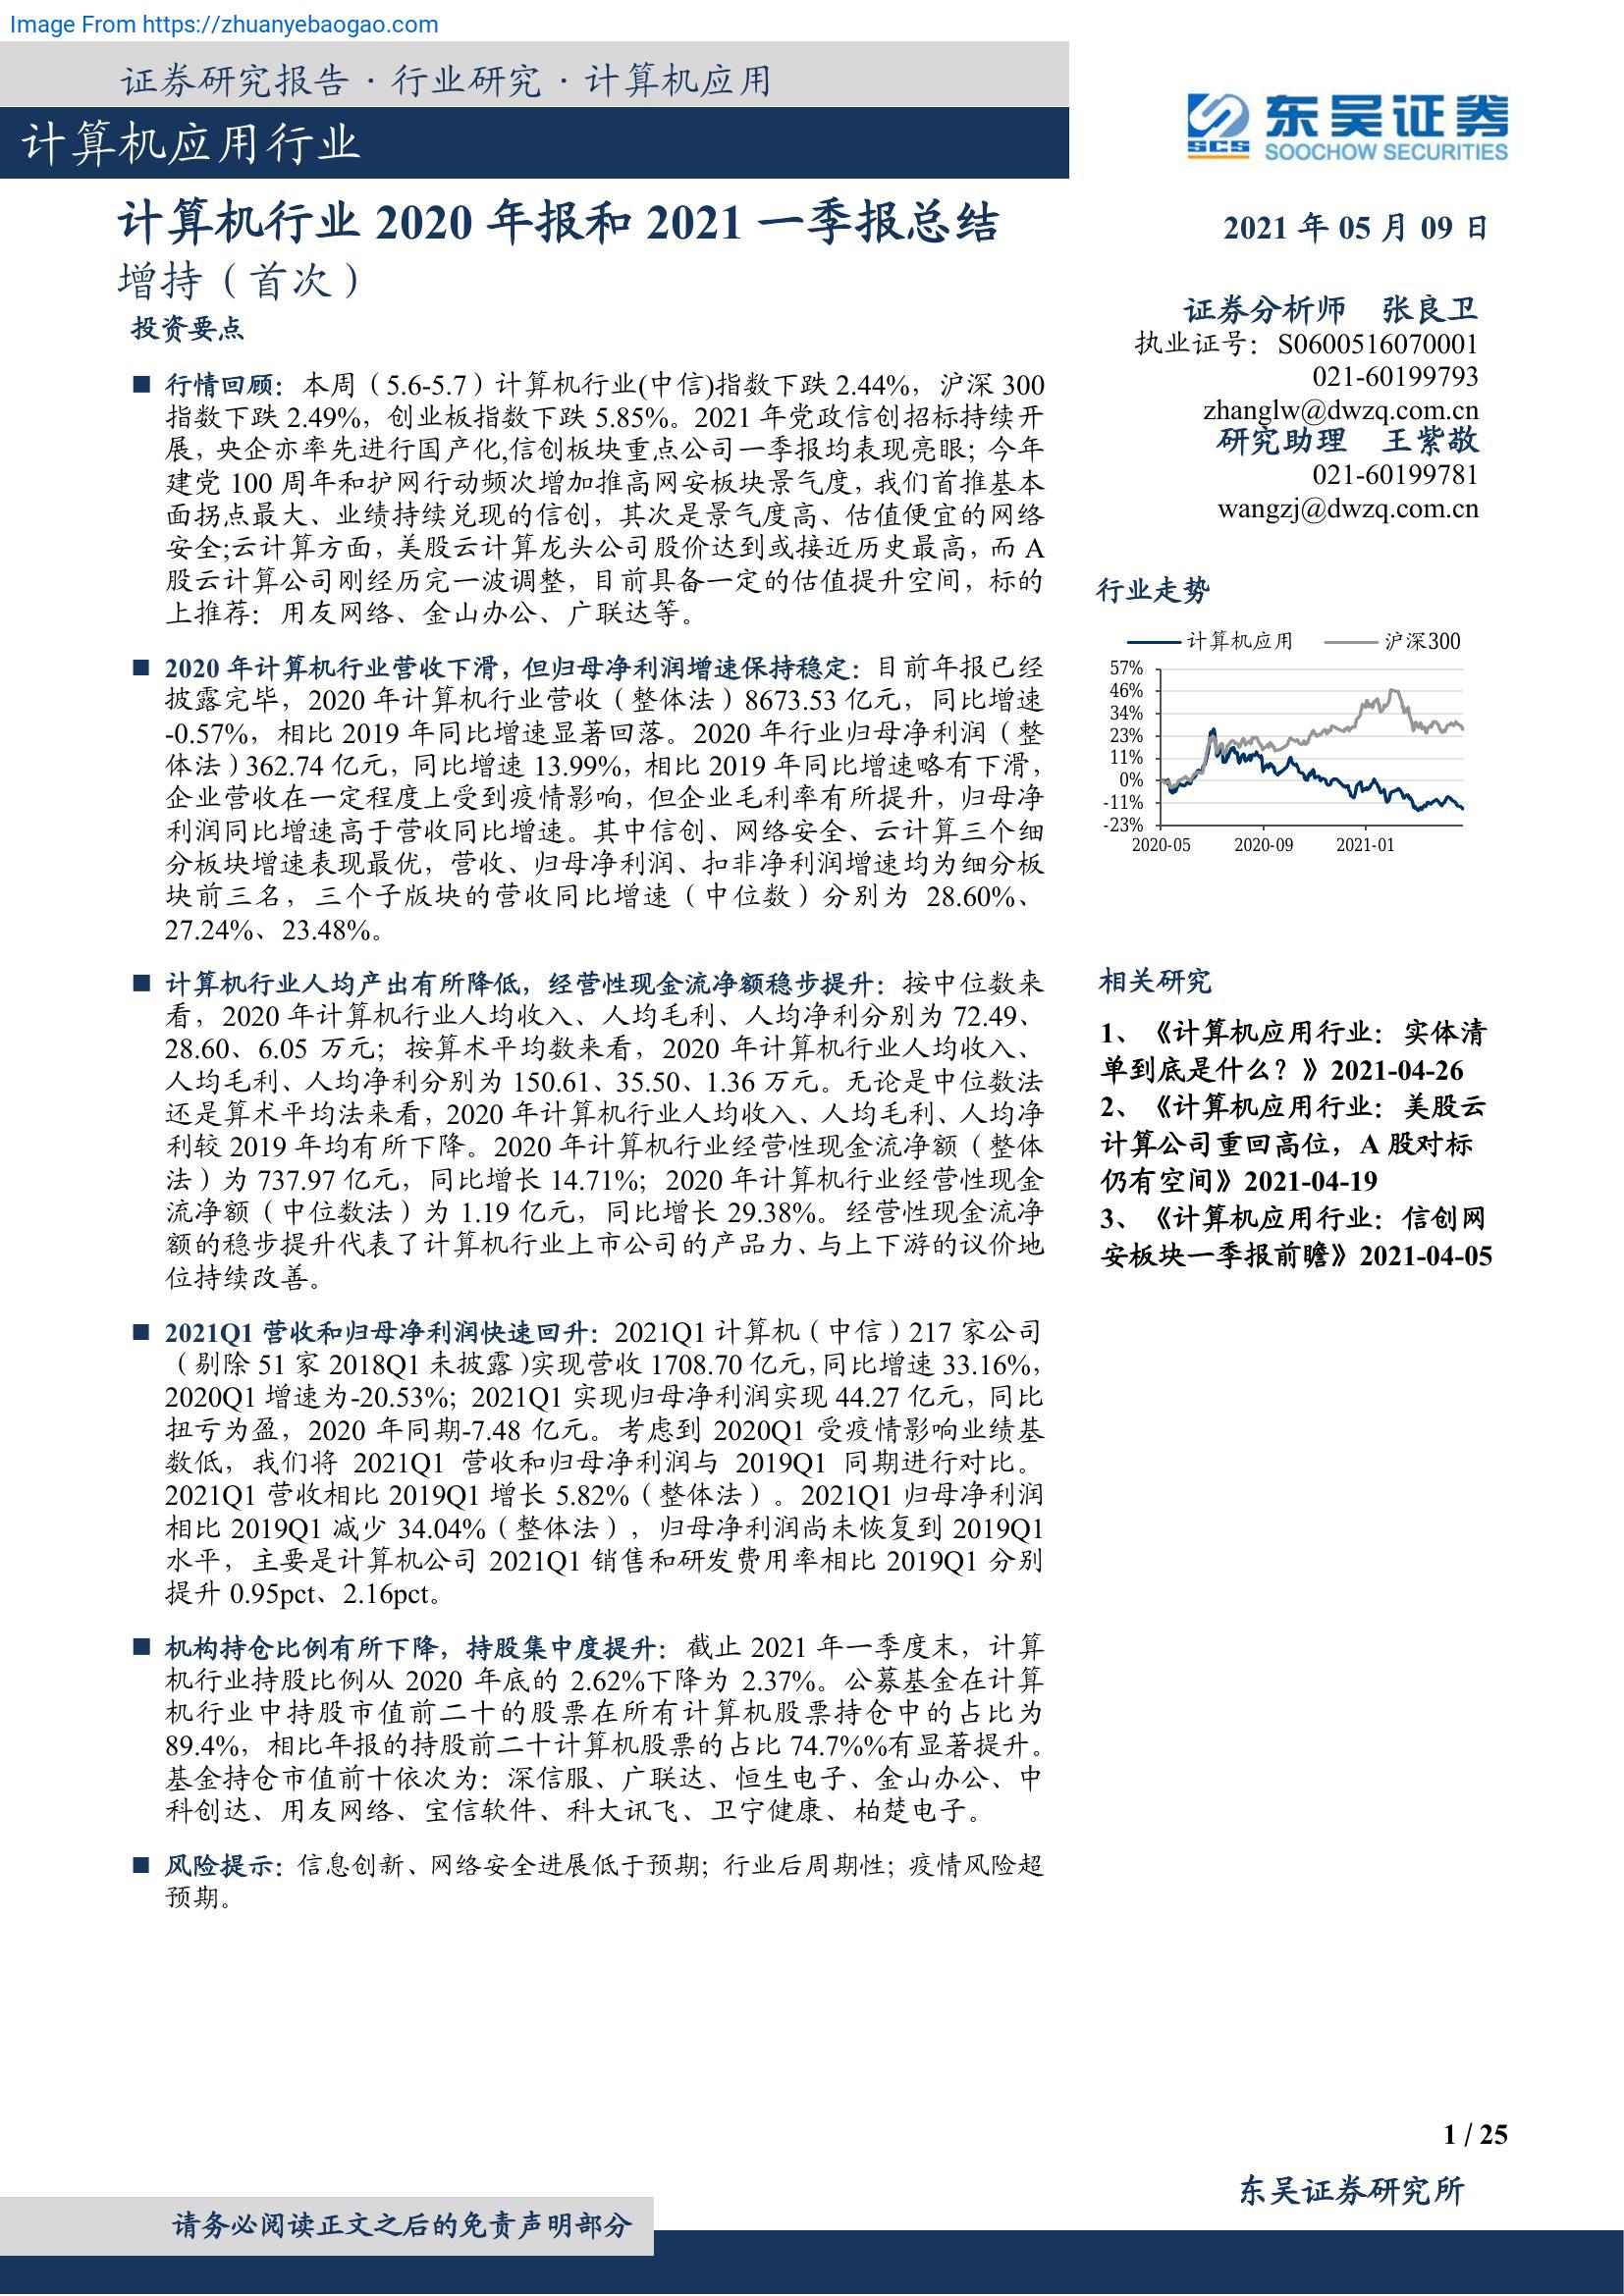 Image From https://zhuanyebaogao.com
证券研究报告·行业研究·计算机应用
计算机应用行业
SCS
东吴证券
SOOCHOW SECURITIES
计算机行业 2020 年报和 2021 一季报总结
增持（首次）
投资要点
■ 行情回顾：本周（5.6-5.7）计算机行业(中信)指数下跌 2.44%，沪深 300
指数下跌 2.49%，创业板指数下跌 5.85%。2021 年党政信创招标持续开
展，央企亦率先进行国产化,信创板块重点公司一季报均表现亮眼；今年
建党 100 周年和护网行动频次增加推高网安板块景气度，我们首推基本
面拐点最大、业绩持续兑现的信创，其次是景气度高、估值便宜的网络
安全;云计算方面，美股云计算龙头公司股价达到或接近历史最高，而 A
股云计算公司刚经历完一波调整，目前具备一定的估值提升空间，标的
上推荐：用友网络、金山办公、广联达等。
■ 2020 年计算机行业营收下滑，但归母净利润增速保持稳定：目前年报已经
披露完毕，2020 年计算机行业营收（整体法）8673.53 亿元，同比增速
-0.57%，相比 2019 年同比增速显著回落。2020 年行业归母净利润（整
体法）362.74 亿元，同比增速 13.99%，相比 2019 年同比增速略有下滑，
企业营收在一定程度上受到疫情影响，但企业毛利率有所提升，归母净
利润同比增速高于营收同比增速。其中信创、网络安全、云计算三个细
分板块增速表现最优，营收、归母净利润、扣非净利润增速均为细分板
块前三名，三个子版块的营收同比增速（中位数）分别为 28.60%、
27.24%、23.48%。
■ 计算机行业人均产出有所降低，经营性现金流净额稳步提升：按中位数来
看，2020 年计算机行业人均收入、人均毛利、人均净利分别为 72.49、
28.60、6.05 万元；按算术平均数来看，2020 年计算机行业人均收入、
人均毛利、人均净利分别为 150.61、35.50、1.36 万元。无论是中位数法
还是算术平均法来看，2020 年计算机行业人均收入、人均毛利、人均净
利较 2019 年均有所下降。2020 年计算机行业经营性现金流净额（整体
法）为 737.97 亿元，同比增长 14.71%；2020 年计算机行业经营性现金
流净额（中位数法）为 1.19 亿元，同比增长 29.38%。经营性现金流净
额的稳步提升代表了计算机行业上市公司的产品力、与上下游的议价地
位持续改善。
■ 2021Q1 营收和归母净利润快速回升：2021Q1 计算机（中信）217 家公司
（剔除 51 家 2018Q1 未披露)实现营收 1708.70 亿元，同比增速 33.16%，
2020Q1 增速为-20.53%；2021Q1 实现归母净利润实现 44.27 亿元，同比
扭亏为盈，2020 年同期-7.48 亿元。考虑到 2020Q1 受疫情影响业绩基
数低，我们将 2021Q1 营收和归母净利润与 2019Q1 同期进行对比。
2021Q1 营收相比 2019Q1 增长 5.82%（整体法）。2021Q1 归母净利润
相比 2019Q1 减少 34.04%（整体法），归母净利润尚未恢复到 2019Q1
水平，主要是计算机公司 2021Q1 销售和研发费用率相比 2019Q1 分别
提升 0.95pct、2.16pct。
■ 机构持仓比例有所下降，持股集中度提升：截止 2021 年一季度末，计算
机行业持股比例从 2020 年底的 2.62%下降为 2.37%。公募基金在计算
机行业中持股市值前二十的股票在所有计算机股票持仓中的占比为
89.4%，相比年报的持股前二十计算机股票的占比 74.7%%有显著提升。
基金持仓市值前十依次为：深信服、广联达、恒生电子、金山办公、中
科创达、用友网络、宝信软件、科大讯飞、卫宁健康、柏楚电子。
■ 风险提示：信息创新、网络安全进展低于预期；行业后周期性；疫情风险超
预期。
2021 年 05 月 09 日
证券分析师 张良卫
执业证号：S0600516070001
021-60199793
zhanglw@dwzq.com.cn
研究助理 王紫敬
021-60199781
wangzj@dwzq.com.cn
行业走势
计算机应用 沪深300
57%
46%
34%
23%
11%
0%
-11%
-23%
2020-05 2020-09 2021-01
相关研究
1、《计算机应用行业：实体清
单到底是什么？》2021-04-26
2、《计算机应用行业：美股云
计算公司重回高位，A 股对标
仍有空间》2021-04-19
3、《计算机应用行业：信创网
安板块一季报前瞻》2021-04-05
1 / 25
东吴证券研究所
请务必阅读正文之后的免责声明部分